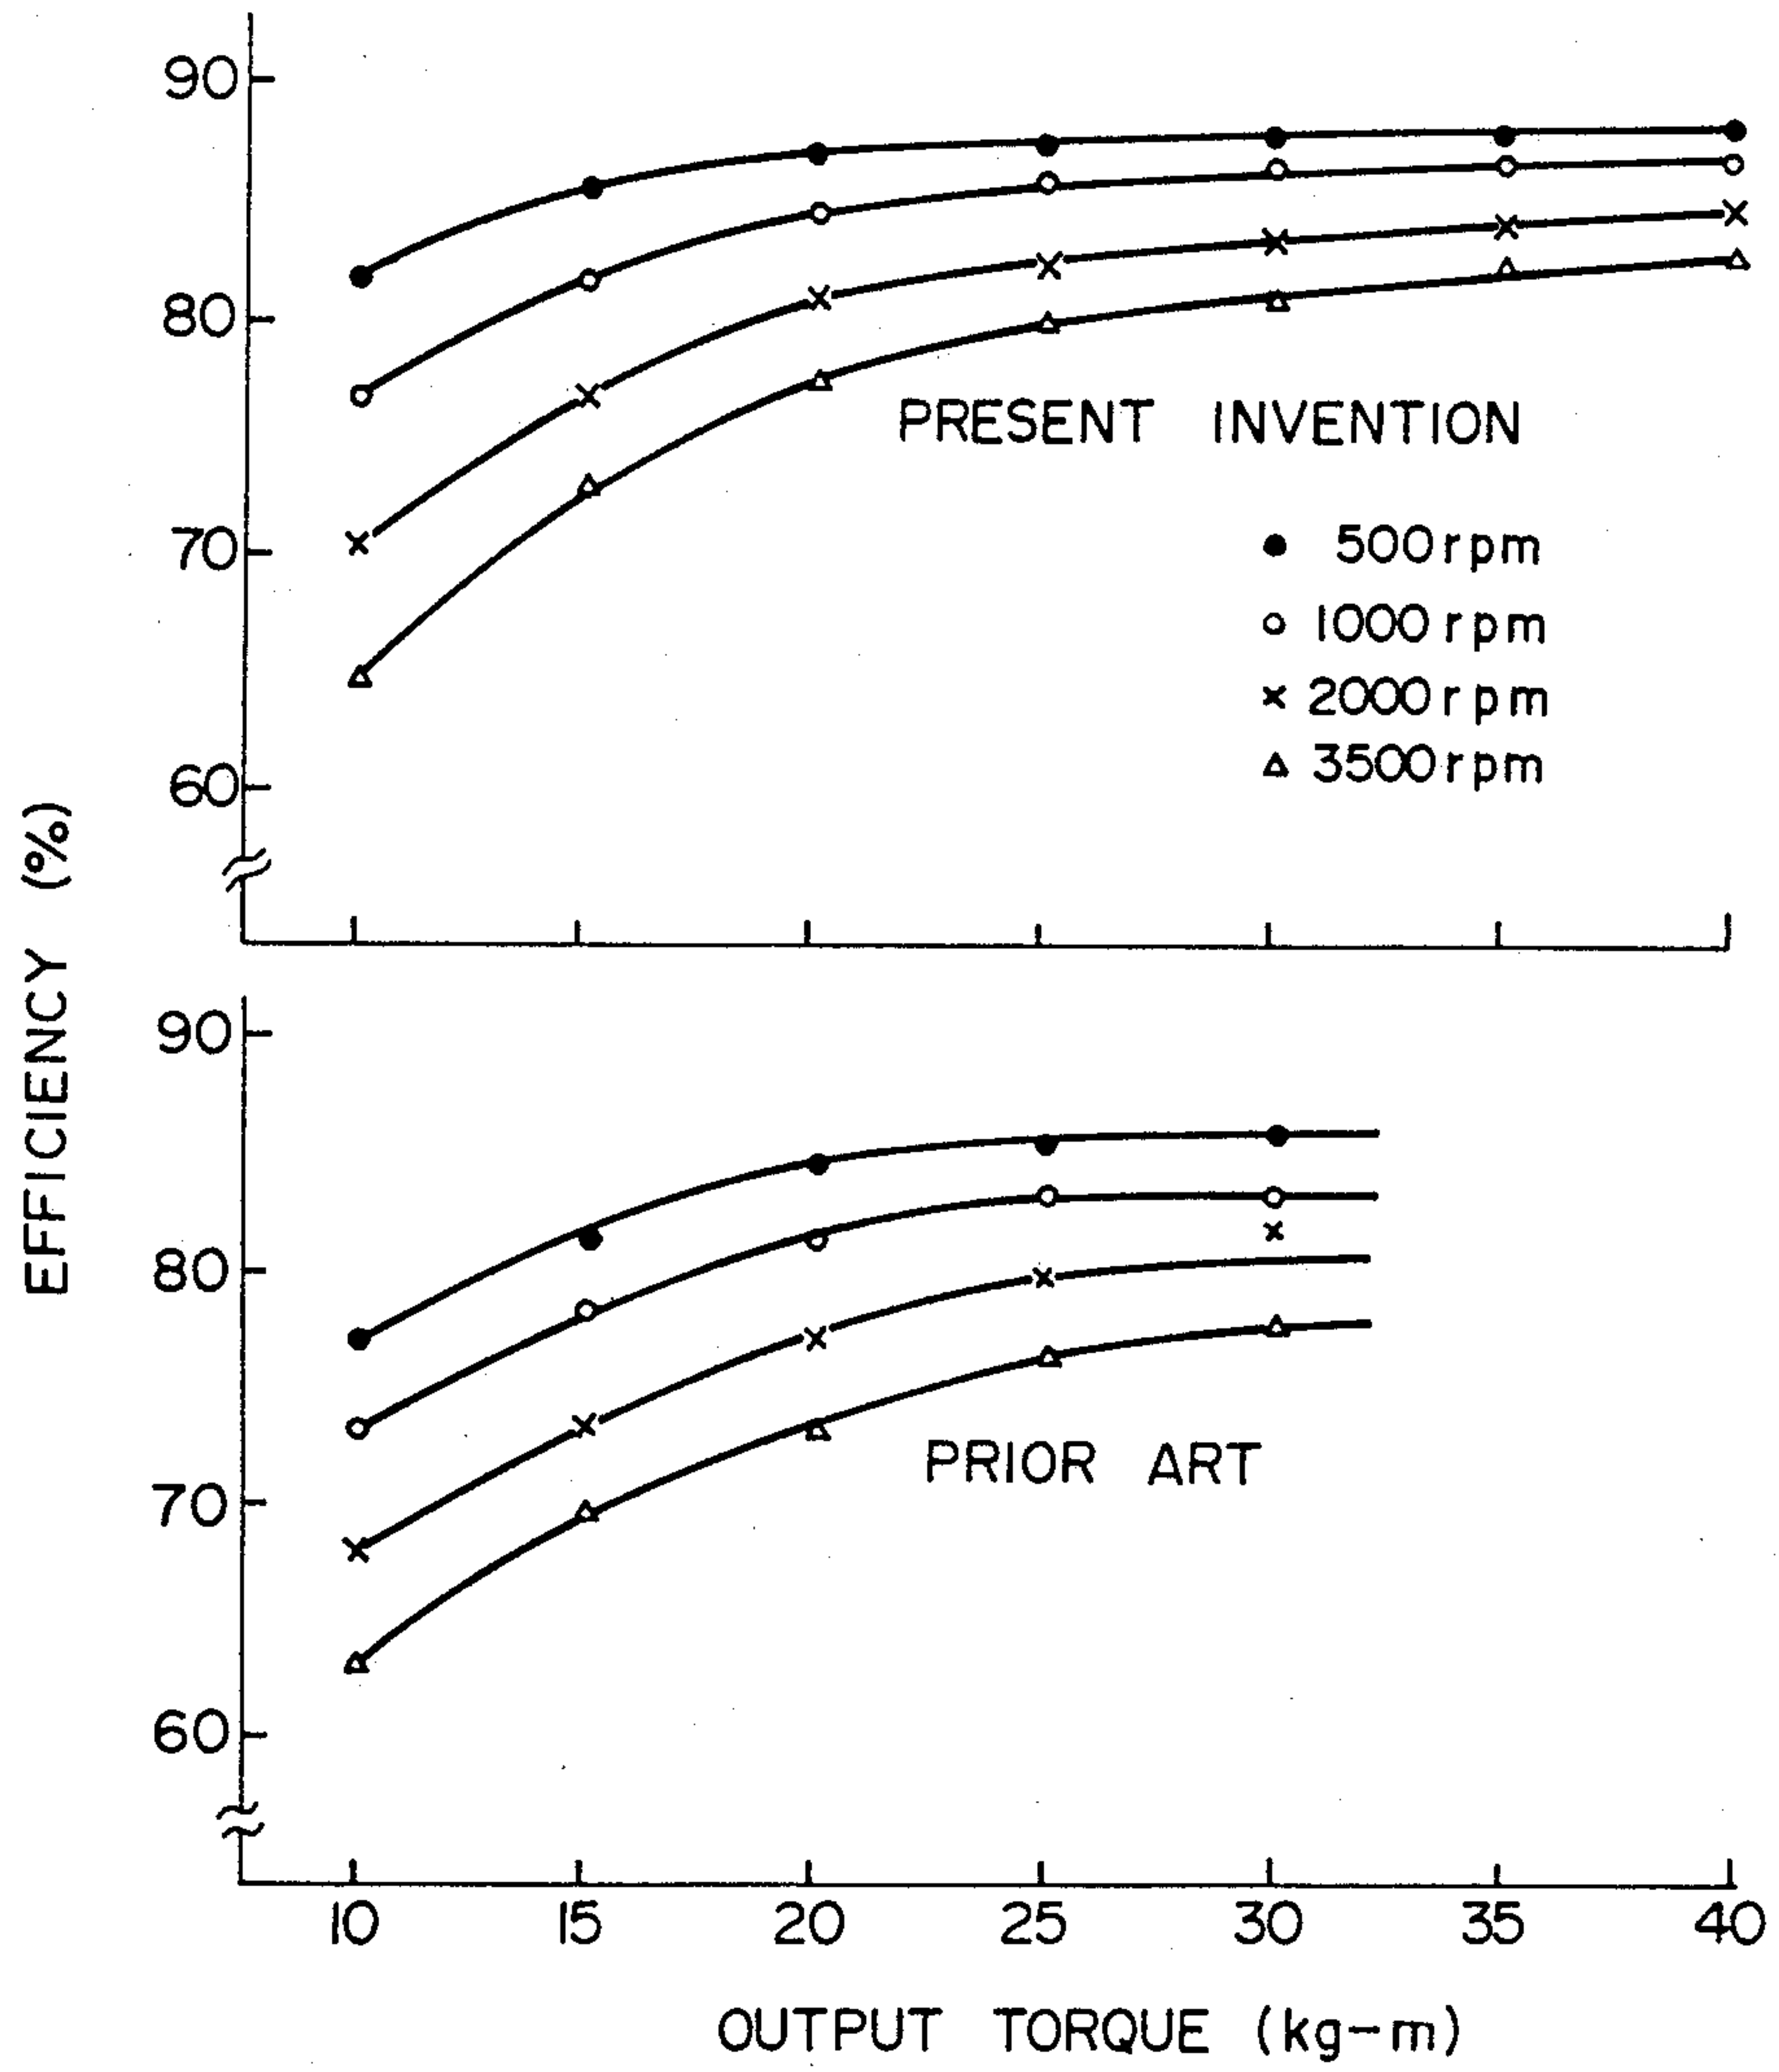 EFFICIENCY (%)
90
80
70
60
PRESENT INVENTION
500rpm
1000rpm
2000rpm
3500rpm
90
80
70
60
PRIOR ART
10 15 20 25 30 35 40
OUTPUT TORQUE (kg-m)